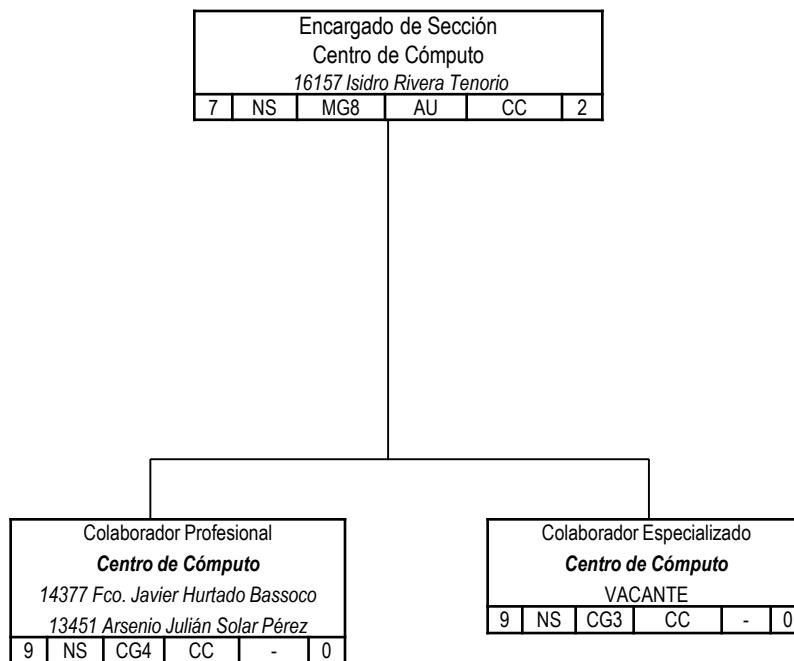 Encargado de Sección
Centro de Cómputo
16157 Isidro Rivera Tenorio
7 NS MG8 AU CC 2
Colaborador Profesional
Centro de Cómputo
14377 Fco. Javier Hurtado Bassoco
13451 Arsenio Julián Solar Pérez
9 NS CG4 CC - 0
Colaborador Especializado
Centro de Cómputo
VACANTE
9 NS CG3 CC - 0